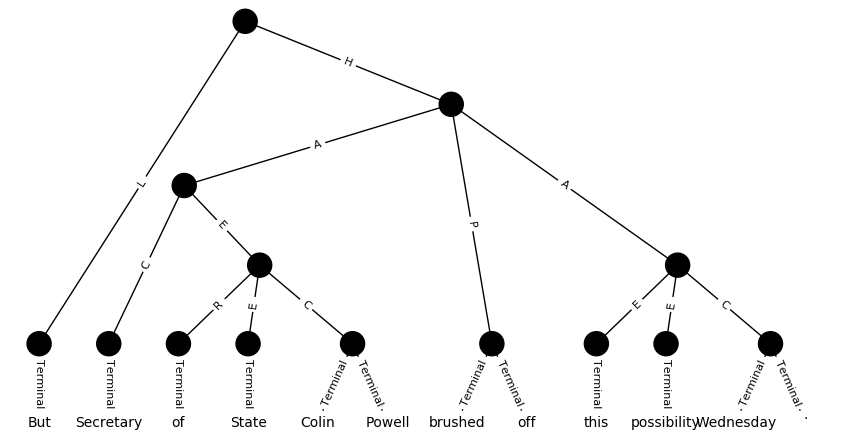 H
A
L
A
P
C
E
R
E
C
E
E
C
Terminal Terminal Terminal Terminal Terminal Terminal Terminal Terminal Terminal Terminal Terminal Terminal
But Secretary of State Colin Powell brushed off this possibility Wednesday .